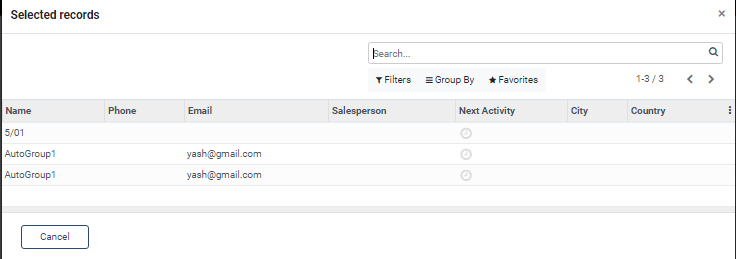 Selected records
×
Search...
Filters Group By Favorites 1-3 / 3
Name Phone Email Salesperson Next Activity City Country
5/01
AutoGroup1 yash@gmail.com
AutoGroup1 yash@gmail.com
Cancel